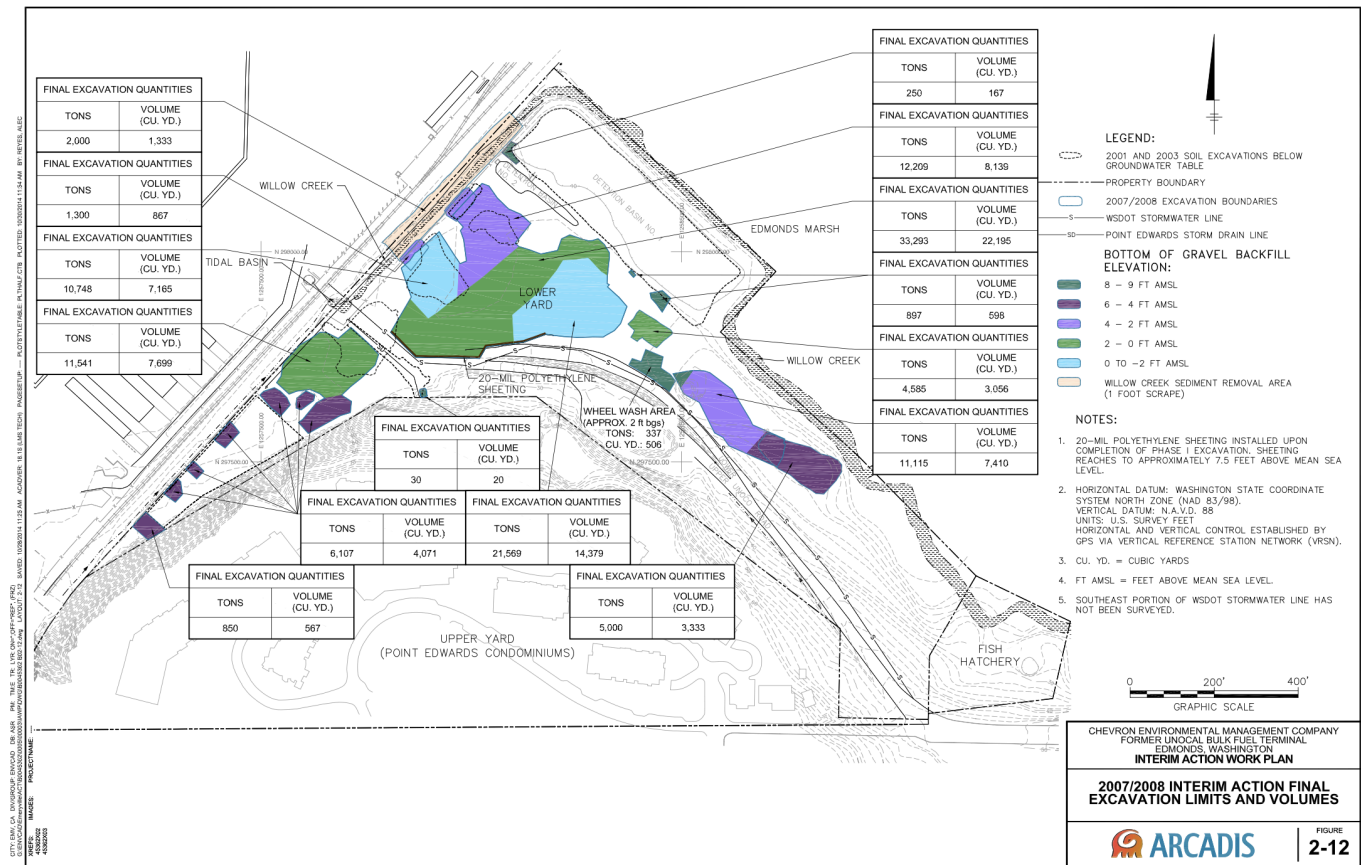 FINAL EXCAVATION QUANTITIES
TONS VOLUME (CU. YD.)
2,000 1,333
FINAL EXCAVATION QUANTITIES
TONS VOLUME (CU. YD.)
1,300 867
FINAL EXCAVATION QUANTITIES
TONS VOLUME (CU. YD.)
10,748 7,165
FINAL EXCAVATION QUANTITIES
TONS VOLUME (CU. YD.)
11,541 7,699
FINAL EXCAVATION QUANTITIES
TONS VOLUME (CU. YD.)
250 167
FINAL EXCAVATION QUANTITIES
TONS VOLUME (CU. YD.)
12,209 8,139
FINAL EXCAVATION QUANTITIES
TONS VOLUME (CU. YD.)
33,293 22,195
FINAL EXCAVATION QUANTITIES
TONS VOLUME (CU. YD.)
897 598
FINAL EXCAVATION QUANTITIES
TONS VOLUME (CU. YD.)
4,585 3.056
FINAL EXCAVATION QUANTITIES
TONS VOLUME (CU. YD.)
11,115 7,410
WILLOW CREEK
TIDAL BASIN
DETENTION BASIN NO. 1
EDMONDS MARSH
LOWER
YARD
WILLOW CREEK
20-MIL POLYETHYLENE
SHEETING
WHEEL WASH AREA
(APPROX. 2 ft bgs)
TONS: 337
CU. YD.: 506
N 297500.00
N 297500.00
E 1257500.00
FINAL EXCAVATION QUANTITIES
TONS VOLUME (CU. YD.)
30 20
FINAL EXCAVATION QUANTITIES
TONS VOLUME (CU. YD.)
6,107 4,071
FINAL EXCAVATION QUANTITIES
TONS VOLUME (CU. YD.)
21,569 14,379
FINAL EXCAVATION QUANTITIES
TONS VOLUME (CU. YD.)
850 567
FINAL EXCAVATION QUANTITIES
TONS VOLUME (CU. YD.)
5,000 3,333
UPPER YARD
(POINT EDWARDS CONDOMINIUMS)
FISH
HATCHERY
LEGEND:
2001 AND 2003 SOIL EXCAVATIONS BELOW
GROUNDWATER TABLE
PROPERTY BOUNDARY
2007/2008 EXCAVATION BOUNDARIES
S WSDOT STORMWATER LINE
SD POINT EDWARDS STORM DRAIN LINE
BOTTOM OF GRAVEL BACKFILL
ELEVATION:
8 – 9 FT AMSL
6 – 4 FT AMSL
4 – 2 FT AMSL
2 – 0 FT AMSL
0 TO –2 FT AMSL
WILLOW CREEK SEDIMENT REMOVAL AREA
(1 FOOT SCRAPE)
NOTES:
1. 20–MIL POLYETHYLENE SHEETING INSTALLED UPON
COMPLETION OF PHASE I EXCAVATION. SHEETING
REACHES TO APPROXIMATELY 7.5 FEET ABOVE MEAN SEA
LEVEL.
2. HORIZONTAL DATUM: WASHINGTON STATE COORDINATE
SYSTEM NORTH ZONE (NAD 83/98).
VERTICAL DATUM: N.A.V.D. 88
UNITS: U.S. SURVEY FEET
HORIZONTAL AND VERTICAL CONTROL ESTABLISHED BY
GPS VIA VERTICAL REFERENCE STATION NETWORK (VRSN).
3. CU. YD. = CUBIC YARDS
4. FT AMSL = FEET ABOVE MEAN SEA LEVEL.
5. SOUTHEAST PORTION OF WSDOT STORMWATER LINE HAS
NOT BEEN SURVEYED.
0 200' 400'
GRAPHIC SCALE
CHEVRON ENVIRONMENTAL MANAGEMENT COMPANY
FORMER UNOCAL BULK FUEL TERMINAL
EDMONDS, WASHINGTON
INTERIM ACTION WORK PLAN
2007/2008 INTERIM ACTION FINAL
EXCAVATION LIMITS AND VOLUMES
ARCADIS
FIGURE
2-12
XREFS: IMAGES: PROJECTNAME: